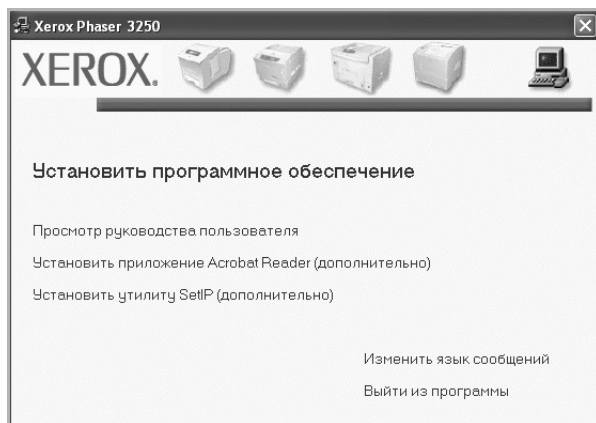 Xerox Phaser 3250
XEROX.
Установить программное обеспечение
Просмотр руководства пользователя
Установить приложение Acrobat Reader (дополнительно)
Установить утилиту SetIP (дополнительно)
Изменить язык сообщений
Выйти из программы